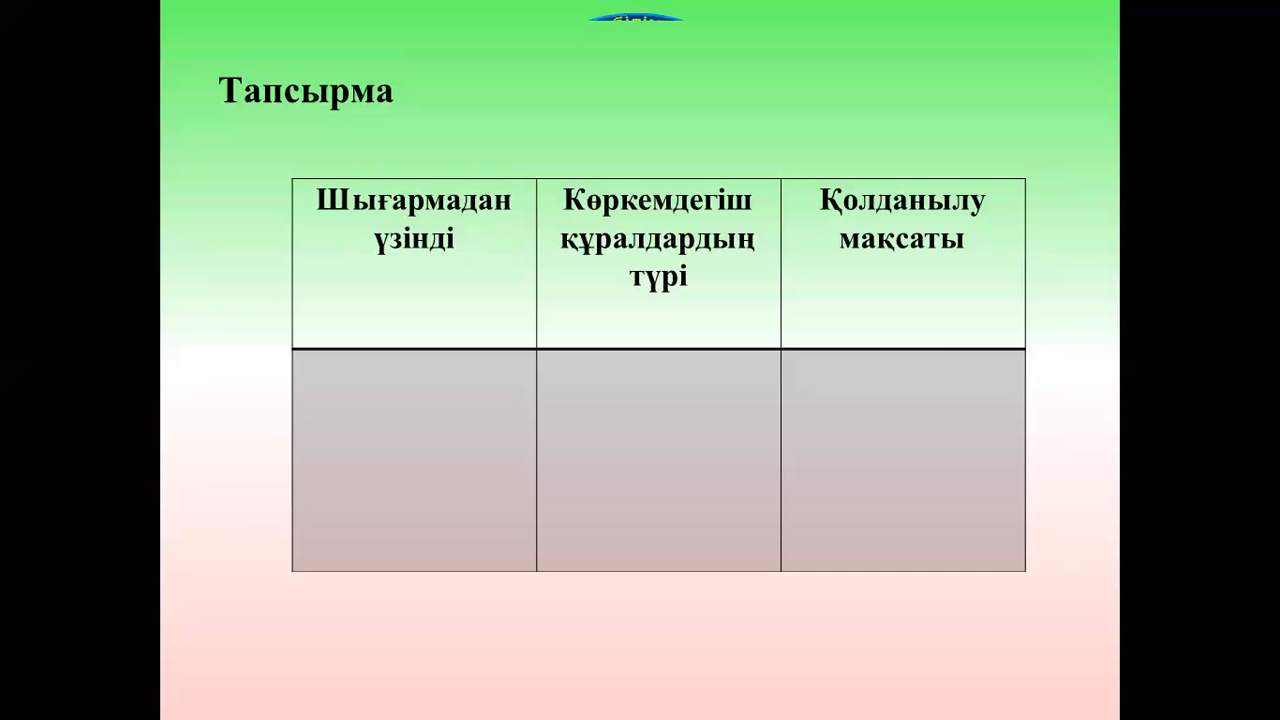 Тапсырма
Шығармадан
үзінді
Көркемдегіш
құралдардың
түрі
Қолданылу
мақсаты